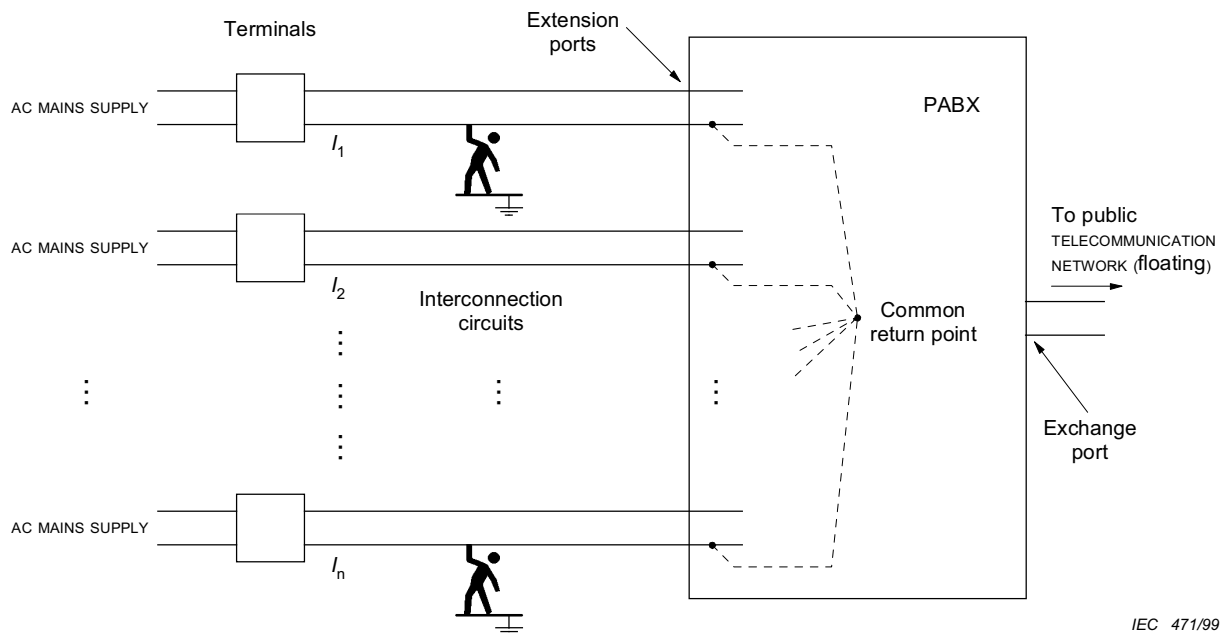 Terminals
Extension
ports
AC MAINS SUPPLY
I1
PABX
To public
TELECOMMUNICATION
NETWORK (floating)
AC MAINS SUPPLY
I2
Interconnection
circuits
Common
return point
Exchange
port
AC MAINS SUPPLY
In
IEC 471/99